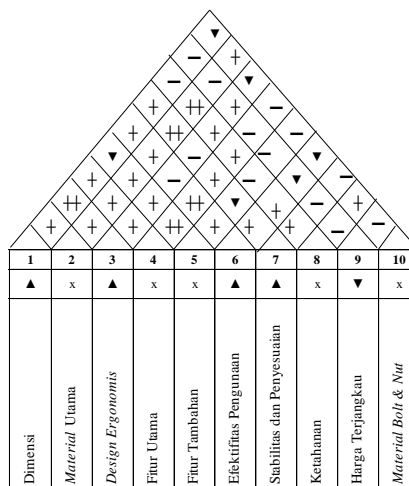 1 2 3 4 5 6 7 8 9 10
▲ x ▲ x x ▲ ▲ x ▼ x
Dimensi
Material Utama
Design Ergonomis
Fitur Utama
Fitur Tambahan
Efektifitas Pengunaan
Stabilitas dan Penyesuaian
Ketahanan
Harga Terjangkau
Material Bolt & Nut